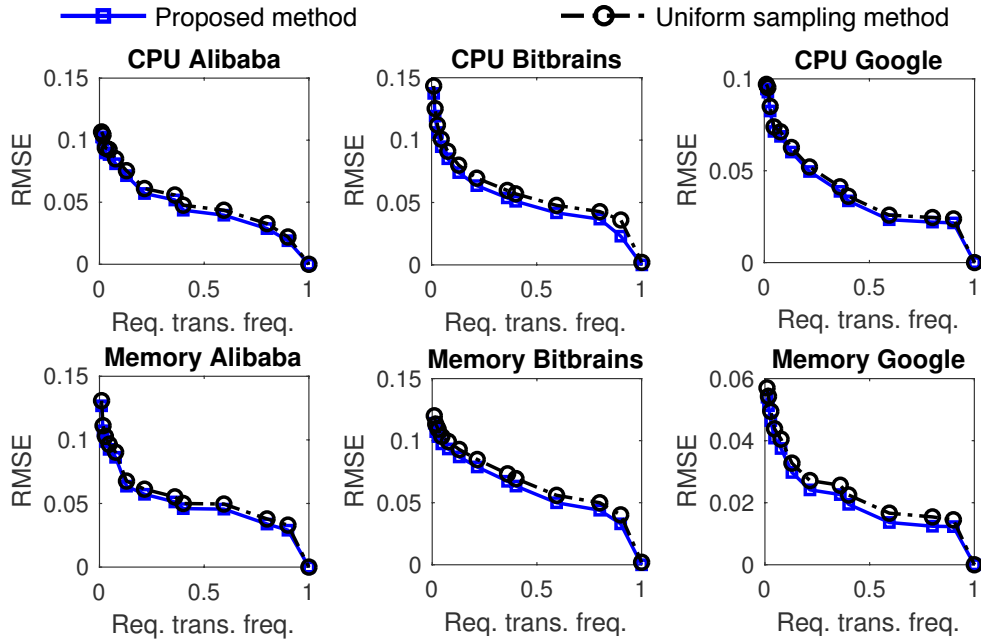 Proposed method Uniform sampling method
CPU Alibaba CPU Bitbrains CPU Google
0.15 0.15 0.1
0.1 0.1
0.05
0.05 0.05
0 0 0
RMSE RMSE RMSE
0 0.5 1 0 0.5 1 0 0.5 1
Req. trans. freq. Req. trans. freq. Req. trans. freq.
Memory Alibaba Memory Bitbrains Memory Google
0.15 0.15 0.06
0.1 0.1 0.04
0.05 0.05 0.02
0 0 0
RMSE RMSE RMSE
0 0.5 1 0 0.5 1 0 0.5 1
Req. trans. freq. Req. trans. freq. Req. trans. freq.